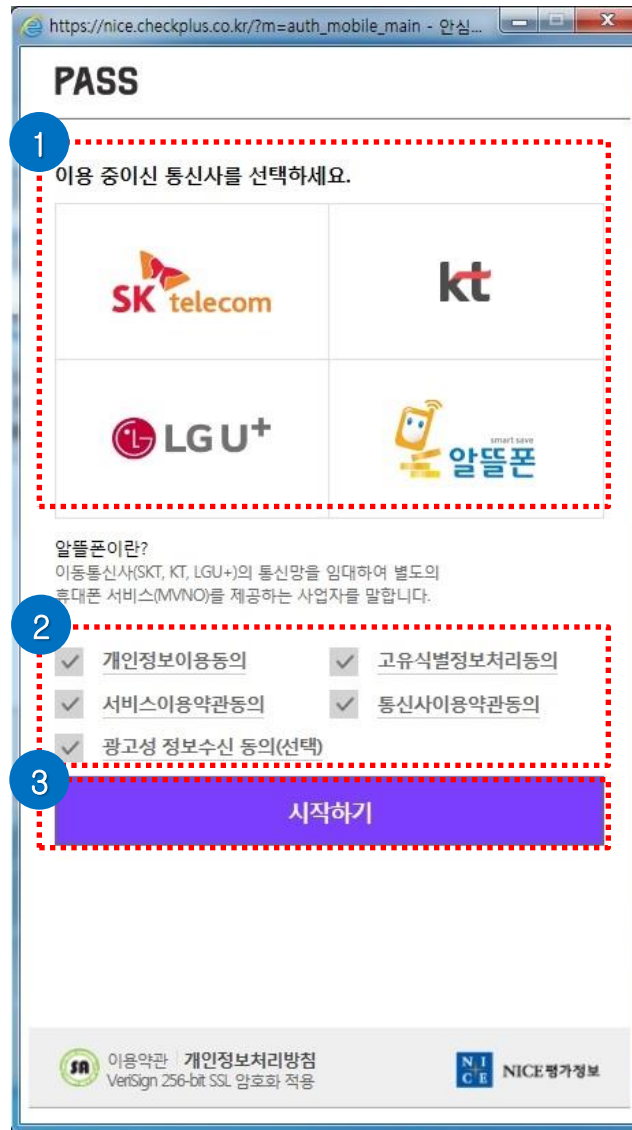 https://nice.checkplus.co.kr/?m=auth_mobile_main - 안심...
PASS
1
이용 중이신 통신사를 선택하세요.
SK telecom
kt
LG U+
smart save
알뜰폰
알뜰폰이란?
이동통신사(SKT, KT, LGU+)의 통신망을 임대하여 별도의
휴대폰 서비스(MVNO)를 제공하는 사업자를 말합니다.
2
개인정보이용동의 고유식별정보처리동의
서비스이용약관동의 통신사이용약관동의
광고성 정보수신 동의(선택)
3
시작하기
이용약관 개인정보처리방침
VeriSign 256-bit SSL 암호화 적용
NICE NICE평가정보